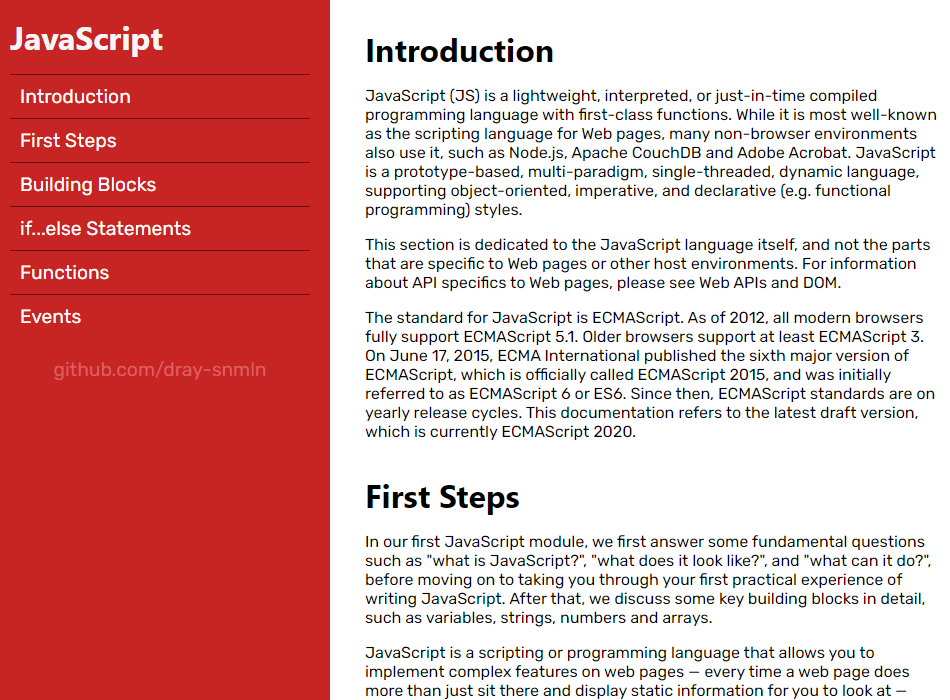 JavaScript
Introduction
First Steps
Building Blocks
if...else Statements
Functions
Events
github.com/dray-snmln
Introduction
JavaScript (JS) is a lightweight, interpreted, or just-in-time compiled
programming language with first-class functions. While it is most well-known
as the scripting language for Web pages, many non-browser environments
also use it, such as Node.js, Apache CouchDB and Adobe Acrobat. JavaScript
is a prototype-based, multi-paradigm, single-threaded, dynamic language,
supporting object-oriented, imperative, and declarative (e.g. functional
programming) styles.
This section is dedicated to the JavaScript language itself, and not the parts
that are specific to Web pages or other host environments. For information
about API specifics to Web pages, please see Web APIs and DOM.
The standard for JavaScript is ECMAScript. As of 2012, all modern browsers
fully support ECMAScript 5.1. Older browsers support at least ECMAScript 3.
On June 17, 2015, ECMA International published the sixth major version of
ECMAScript, which is officially called ECMAScript 2015, and was initially
referred to as ECMAScript 6 or ES6. Since then, ECMAScript standards are on
yearly release cycles. This documentation refers to the latest draft version,
which is currently ECMAScript 2020.
First Steps
In our first JavaScript module, we first answer some fundamental questions
such as "what is JavaScript?", "what does it look like?", and "what can it do?",
before moving on to taking you through your first practical experience of
writing JavaScript. After that, we discuss some key building blocks in detail,
such as variables, strings, numbers and arrays.
JavaScript is a scripting or programming language that allows you to
implement complex features on web pages — every time a web page does
more than just sit there and display static information for you to look at —